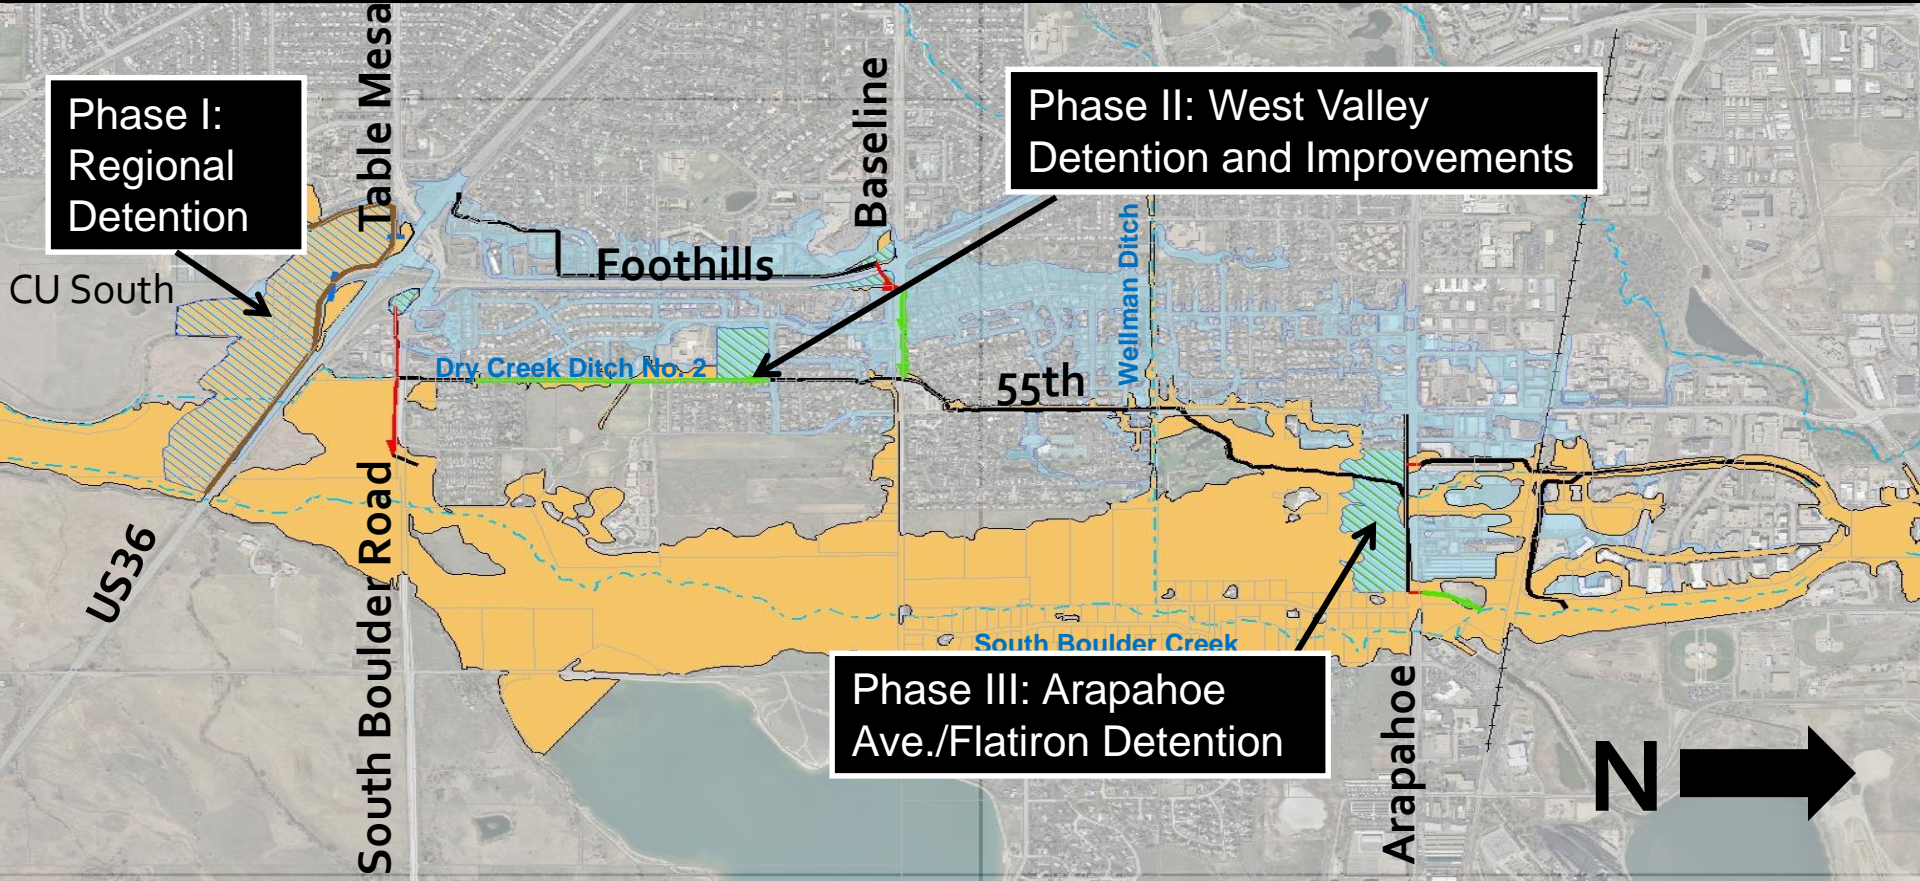 Phase I:
Regional
Detention
CU South
Table Mesa
Baseline
Phase II: West Valley
Detention and Improvements
Foothills
Wellman Ditch
Dry Creek Ditch No. 2
55th
US36
South Boulder Road
South Boulder Creek
Phase III: Arapahoe
Ave./Flatiron Detention
Arapahoe
N